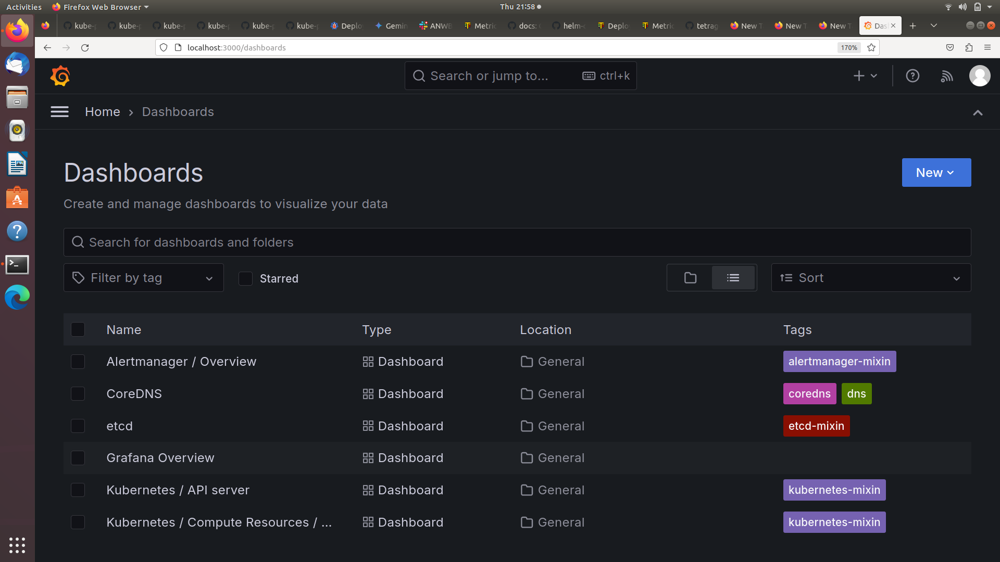 Activities Firefox Web Browser Thu 21:58
kube-p kube-p kube-p kube-p kube-p kube-p Deplo Gemin ANWB Metric docs: helm-c Deplo Metric tetrag New T New T New T Das
localhost:3000/dashboards 170%
Search or jump to... ctrl+k
Home › Dashboards
Dashboards
New
Create and manage dashboards to visualize your data
Search for dashboards and folders
Filter by tag Starred Sort
Name Type Location Tags
Alertmanager / Overview Dashboard General alertmanager-mixin
CoreDNS Dashboard General coredns dns
etcd Dashboard General etcd-mixin
Grafana Overview Dashboard General
Kubernetes / API server Dashboard General kubernetes-mixin
Kubernetes / Compute Resources / ... Dashboard General kubernetes-mixin